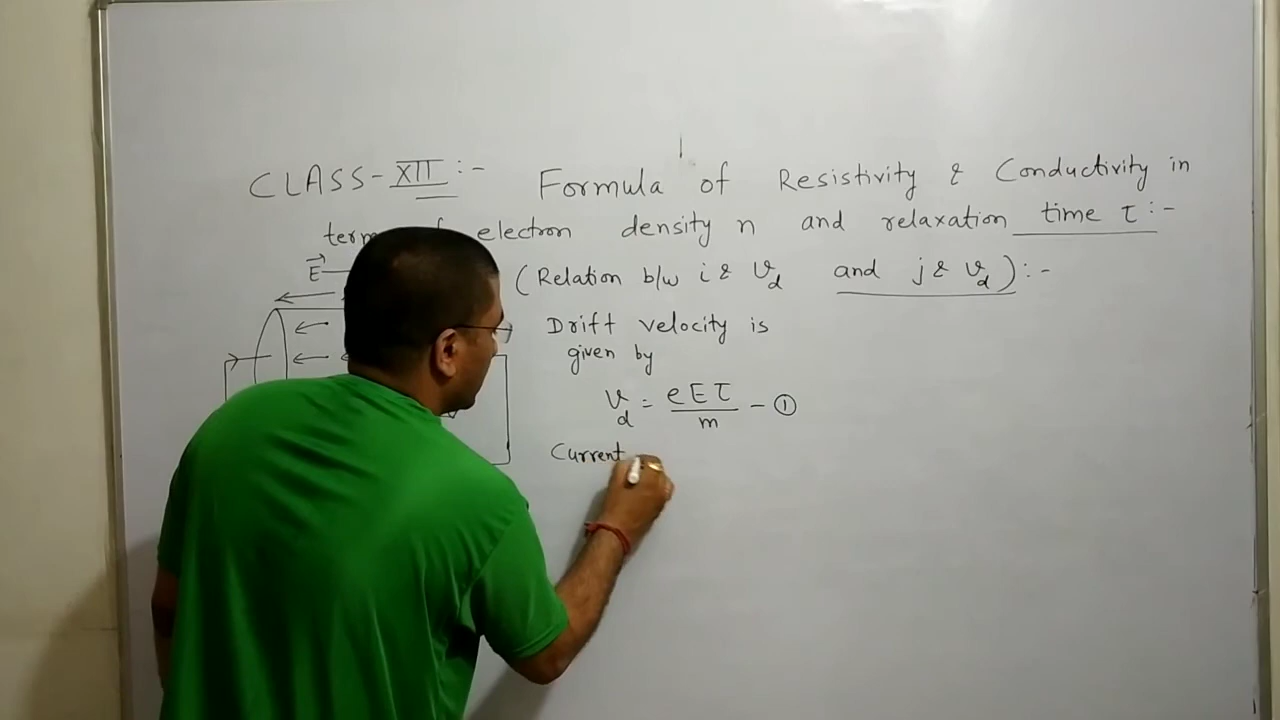 CLASS-XII :- Formula of Resistivity & Conductivity in
electron density n and relaxation time τ :-
E
(Relation b/w i & vd and j & vd) :-
Drift velocity is
given by
vd = eEτ/m - ①
Current